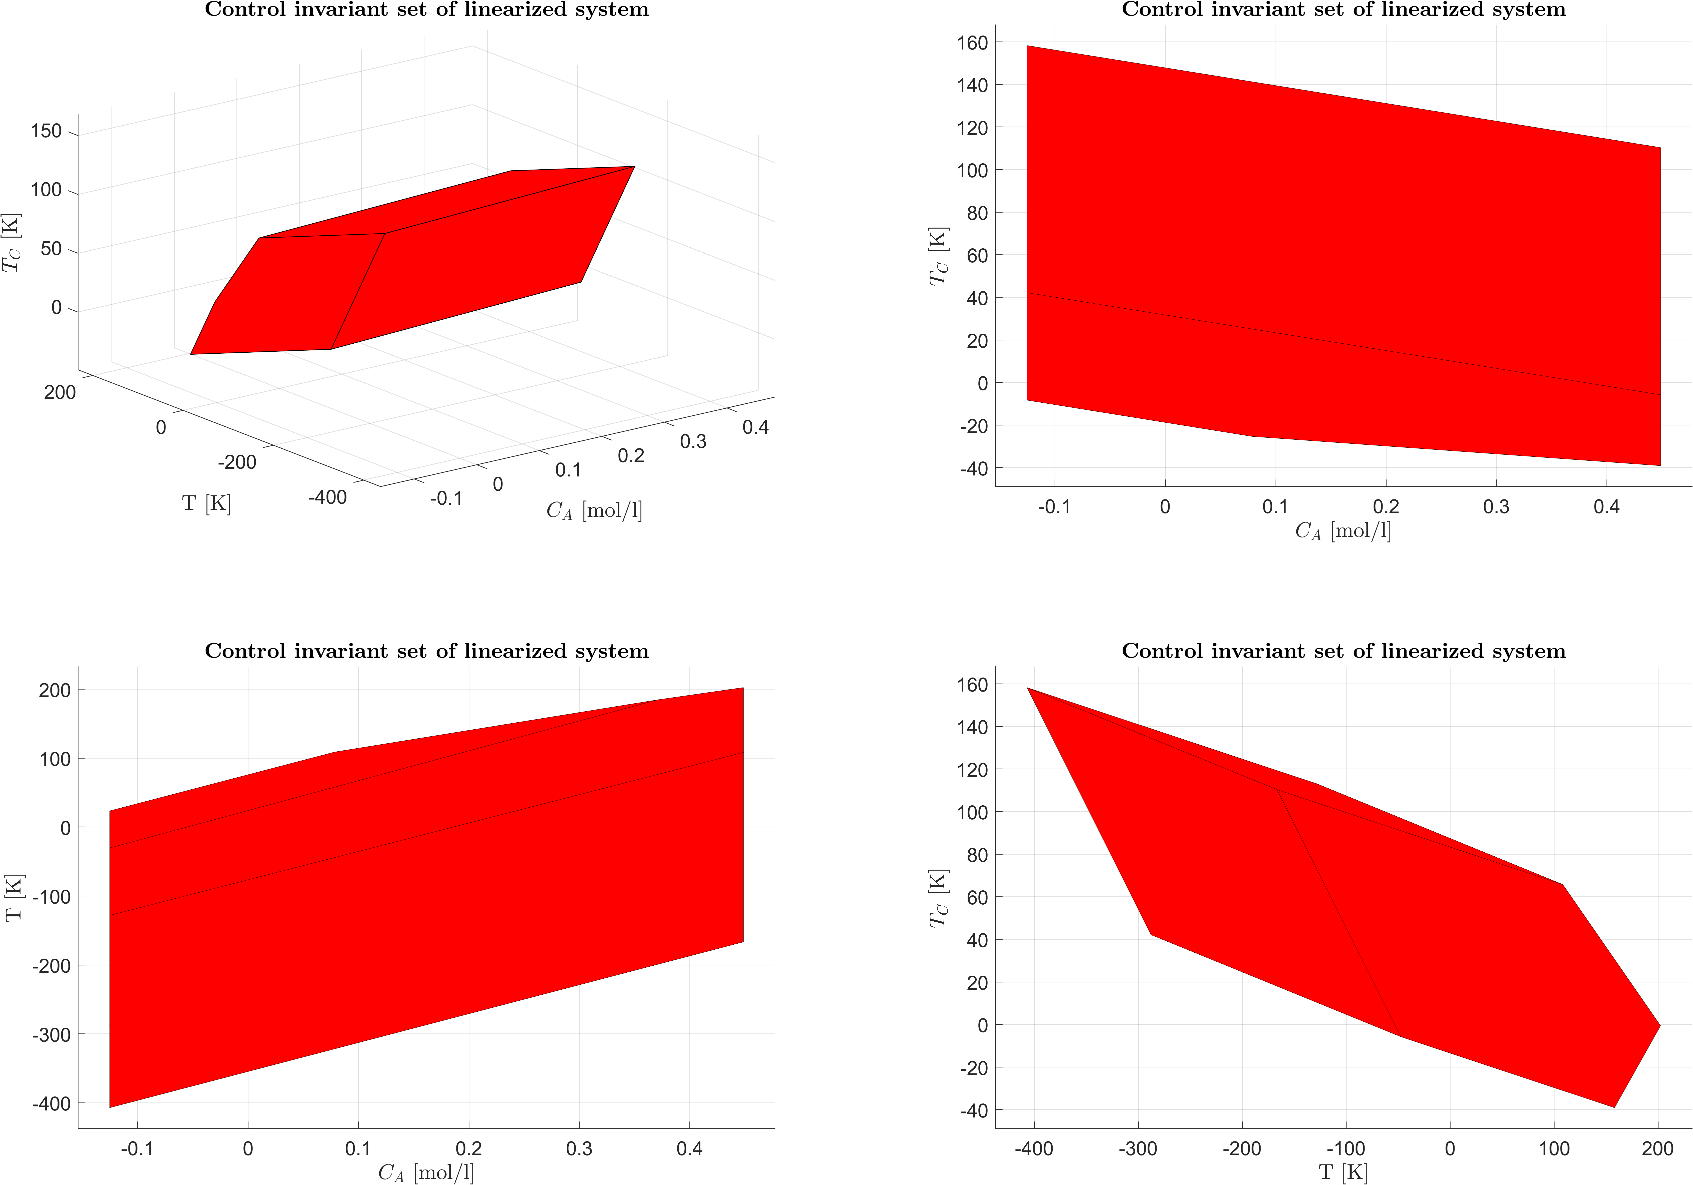 Control invariant set of linearized system
150
100
50
0
T_C [K]
200
0
-200
-400
T [K]
-0.1 0 0.1 0.2 0.3 0.4
C_A [mol/l]
Control invariant set of linearized system
160
140
120
100
80
60
40
20
0
-20
-40
T_C [K]
-0.1 0 0.1 0.2 0.3 0.4
C_A [mol/l]
Control invariant set of linearized system
200
100
0
-100
-200
-300
-400
T [K]
-0.1 0 0.1 0.2 0.3 0.4
C_A [mol/l]
Control invariant set of linearized system
160
140
120
100
80
60
40
20
0
-20
-40
T_C [K]
-400 -300 -200 -100 0 100 200
T [K]